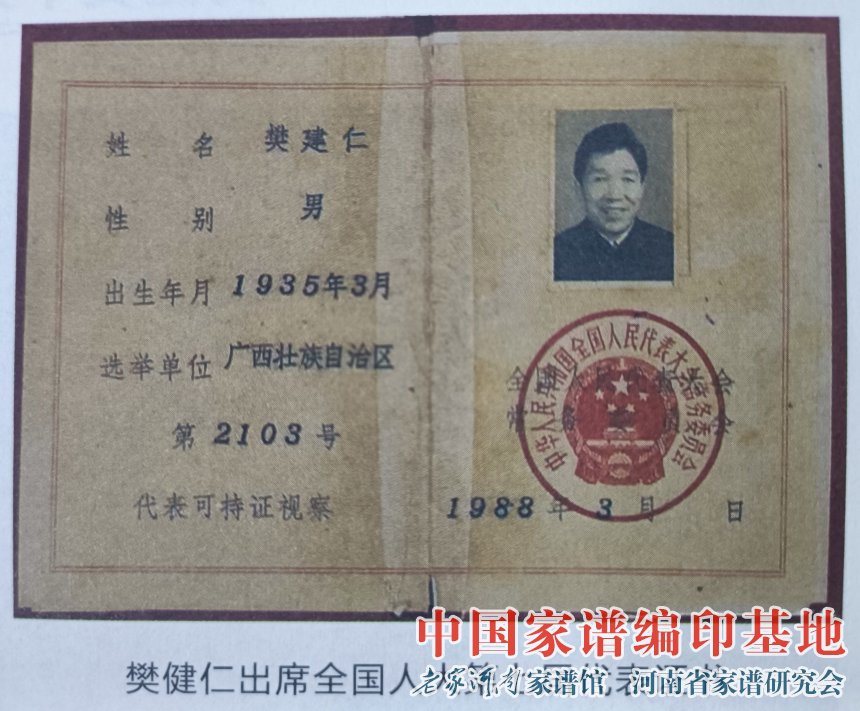 姓 名 樊建仁
性 别 男
出生年月 1935年3月
选举单位 广西壮族自治区
第 2103 号
代表可持证视察
中华人民共和国全国人民代表大会常务委员会
1988 年 3 月 日
中国家谱编印基地
樊健仁出席全国人大
老家河南家谱馆 河南省家谱研究会